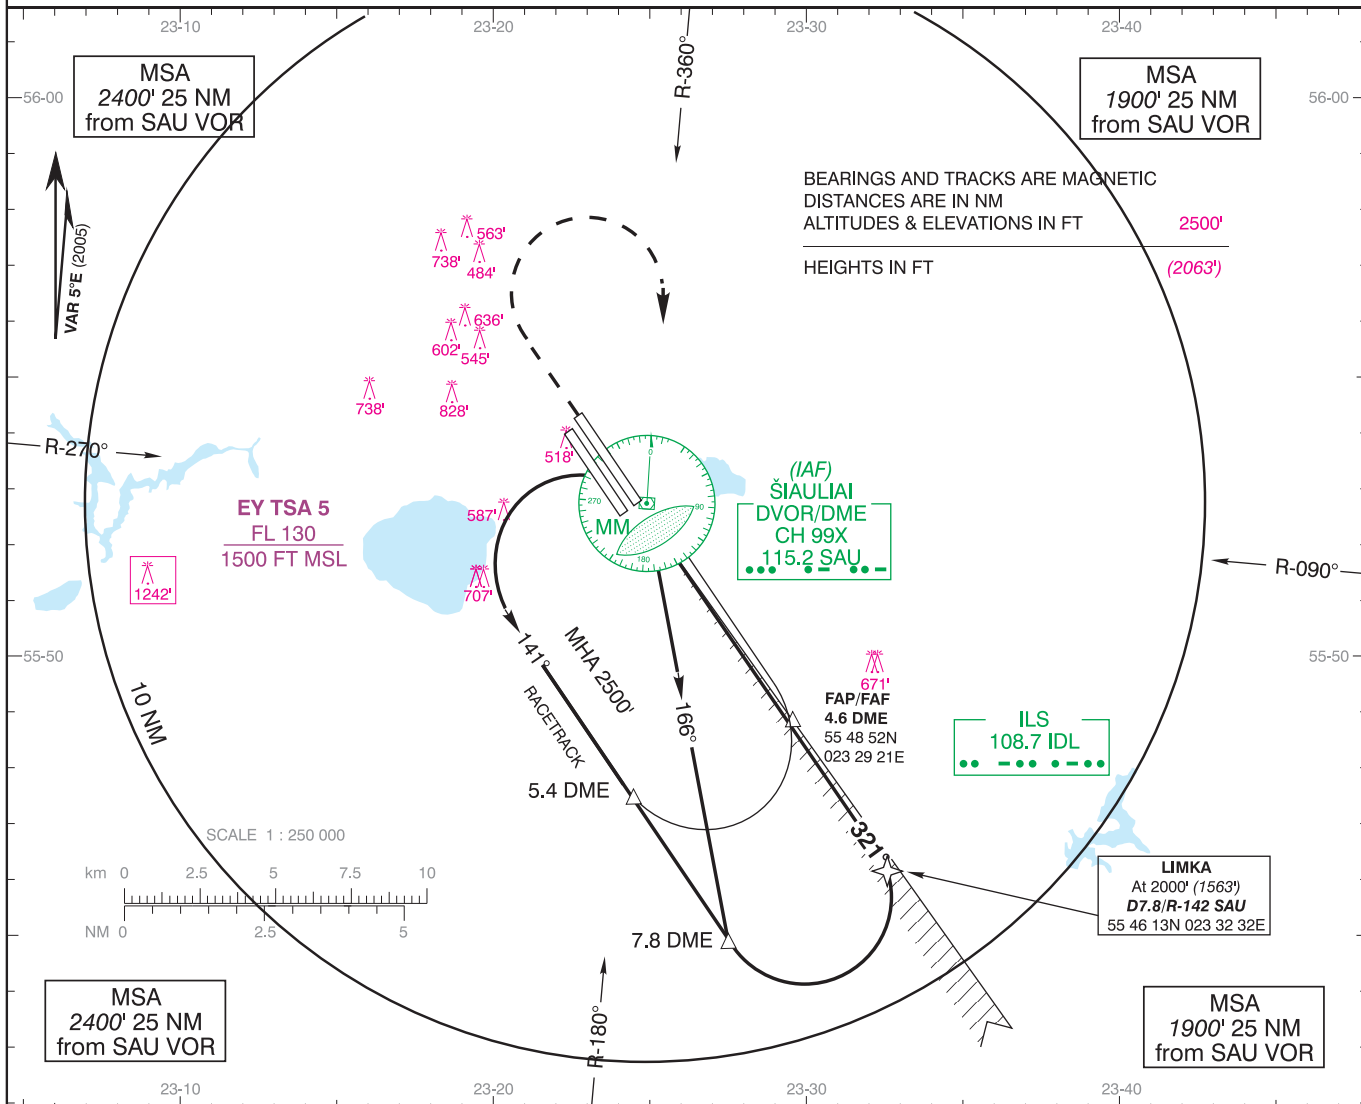 23-10
23-20
23-30
23-40
MSA
2400' 25 NM
from SAU VOR
R-360°
MSA
1900' 25 NM
from SAU VOR
56-00
56-00
VAR 5°E (2005)
BEARINGS AND TRACKS ARE MAGNETIC
DISTANCES ARE IN NM
ALTITUDES & ELEVATIONS IN FT
2500'
HEIGHTS IN FT
(2063')
563'
738'
484'
636'
602'
545'
738'
828'
518'
R-270°
0
270
90
180
MM
(IAF)
ŠIAULIAI
DVOR/DME
CH 99X
115.2 SAU
EY TSA 5
FL 130
1500 FT MSL
587'
1242'
707'
R-090°
55-50
55-50
141°
MHA 2500'
RACETRACK
166°
671'
FAP/FAF
4.6 DME
55 48 52N
023 29 21E
ILS
108.7 IDL
10 NM
5.4 DME
321°
SCALE 1 : 250 000
km 0 2.5 5 7.5 10
NM 0 2.5 5
LIMKA
At 2000' (1563')
D7.8/R-142 SAU
55 46 13N 023 32 32E
7.8 DME
MSA
2400' 25 NM
from SAU VOR
R-180°
MSA
1900' 25 NM
from SAU VOR
23-10
23-20
23-30
23-40